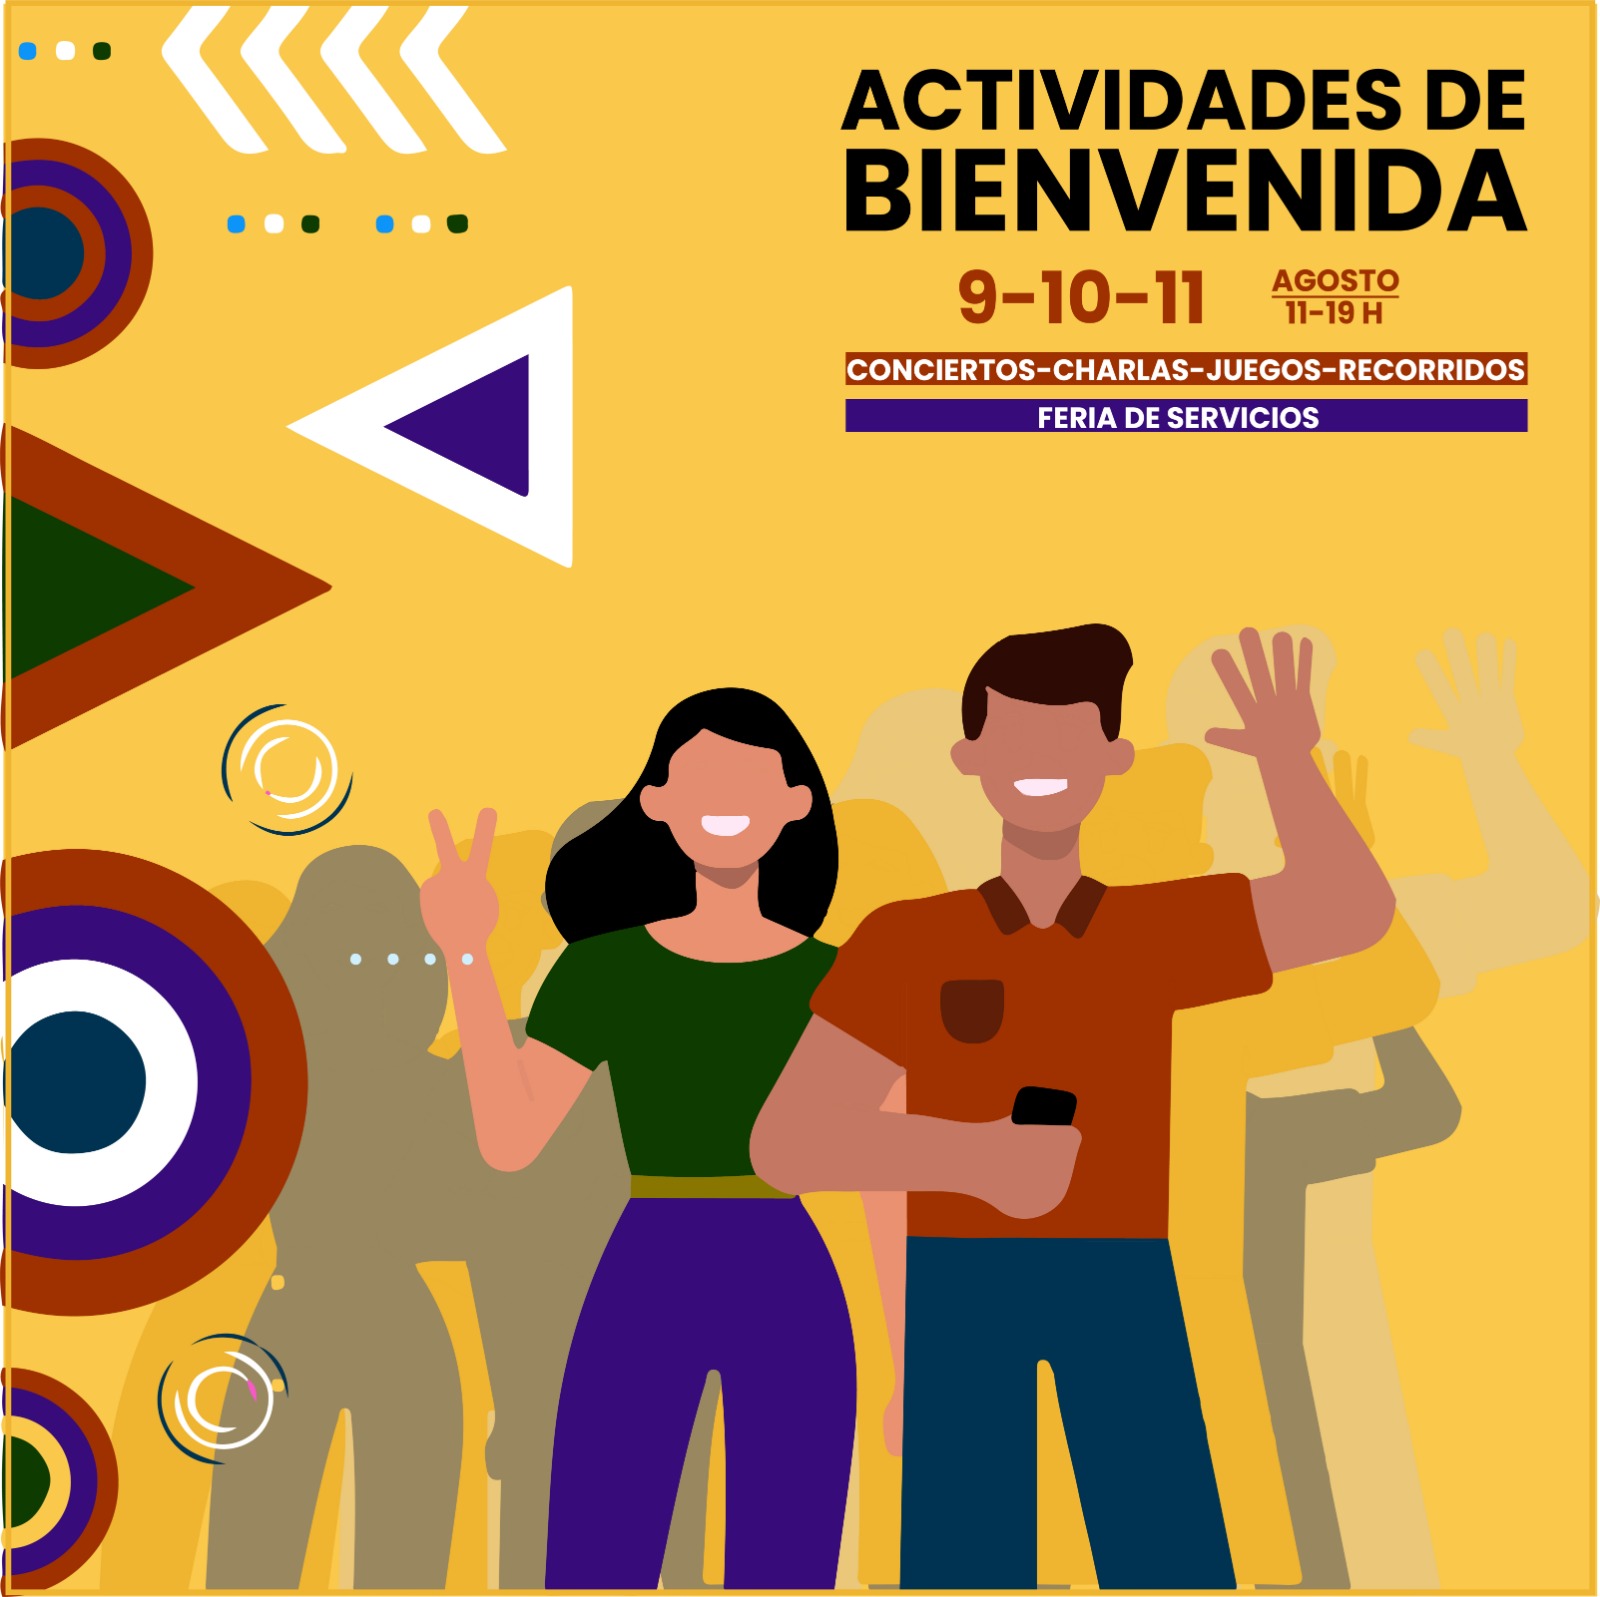 ACTIVIDADES DE
BIENVENIDA
9-10-11
AGOSTO
11-19 H
CONCIERTOS-CHARLAS-JUEGOS-RECORRIDOS
FERIA DE SERVICIOS